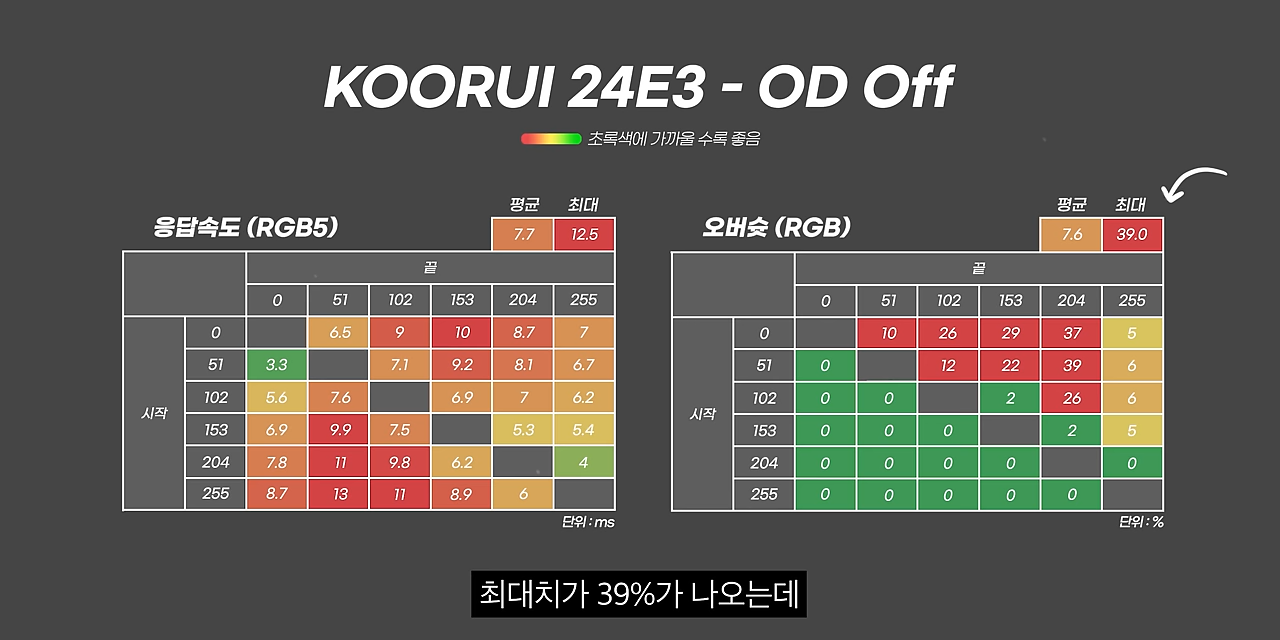 KOORUI 24E3 - OD Off
초록색에 가까울 수록 좋음
응답속도 (RGB5)
평균 최대
7.7 12.5
끝
0 51 102 153 204 255
시작
0 6.5 9 10 8.7 7
51 3.3 7.1 9.2 8.1 6.7
102 5.6 7.6 6.9 7 6.2
153 6.9 9.9 7.5 5.3 5.4
204 7.8 11 9.8 6.2 4
255 8.7 13 11 8.9 6
단위 : ms
오버슛 (RGB)
평균 최대
7.6 39.0
끝
0 51 102 153 204 255
시작
0 10 26 29 37 5
51 0 12 22 39 6
102 0 0 2 26 6
153 0 0 0 2 5
204 0 0 0 0 0
255 0 0 0 0 0
단위 : %
최대치가 39%가 나오는데